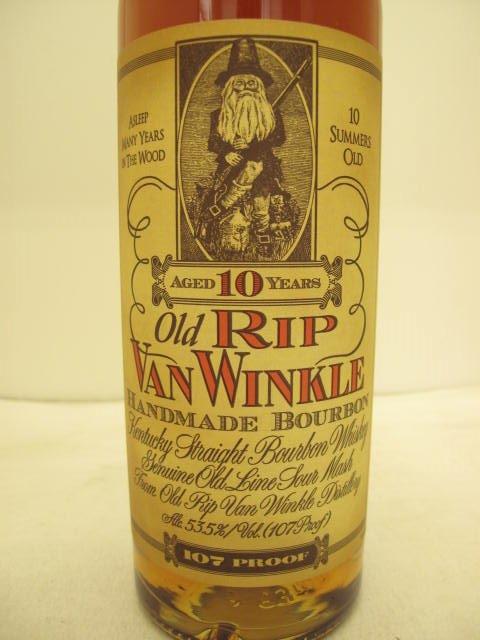 ASLEEP
MANY YEARS
IN THE WOOD
10
SUMMERS
OLD
AGED 10 YEARS
Old RIP
VAN WINKLE
HANDMADE BOURBON
Kentucky Straight Bourbon Whisky
Genuine Old Line Sour Mash
From Old Rip Van Winkle Distillery
Alc. 53.5%/Vol. (107 Proof)
107 PROOF